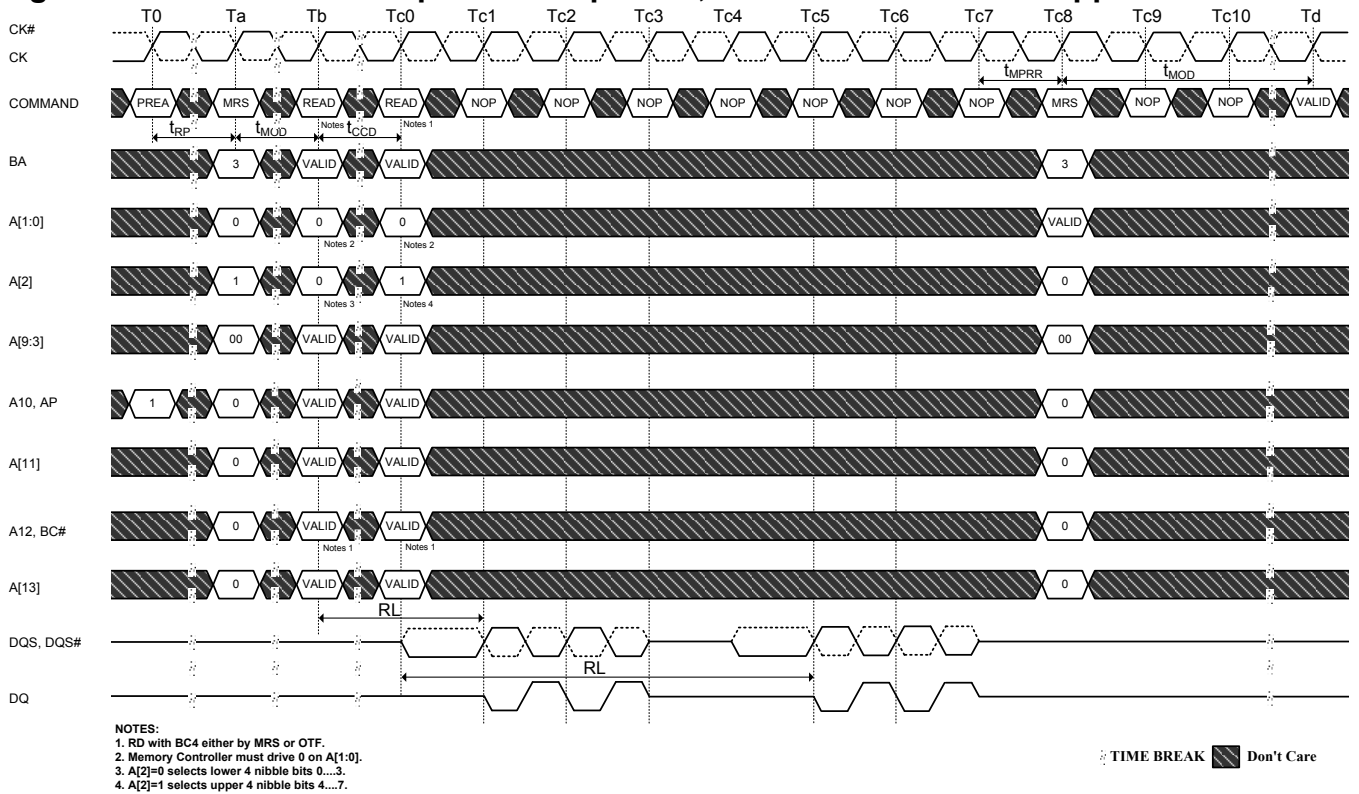 T0 Ta Tb Tc0 Tc1 Tc2 Tc3 Tc4 Tc5 Tc6 Tc7 Tc8 Tc9 Tc10 Td
CK#
CK
tMPRR tMOD
COMMAND PREA MRS READ READ NOP NOP NOP NOP NOP NOP NOP MRS NOP NOP VALID
Notes 1 Notes 1
tRP tMOD tCCD
BA 3 VALID VALID 3
A[1:0] 0 0 0 VALID
Notes 2 Notes 2
A[2] 1 0 1 0
Notes 3 Notes 4
A[9:3] 00 VALID VALID 00
A10, AP 1 0 VALID VALID 0
A[11] 0 VALID VALID 0
A12, BC# 0 VALID VALID 0
Notes 1 Notes 1
A[13] 0 VALID VALID 0
RL
DQS, DQS#
RL
DQ
NOTES:
1. RD with BC4 either by MRS or OTF.
2. Memory Controller must drive 0 on A[1:0].
3. A[2]=0 selects lower 4 nibble bits 0....3.
4. A[2]=1 selects upper 4 nibble bits 4....7.
TIME BREAK Don't Care